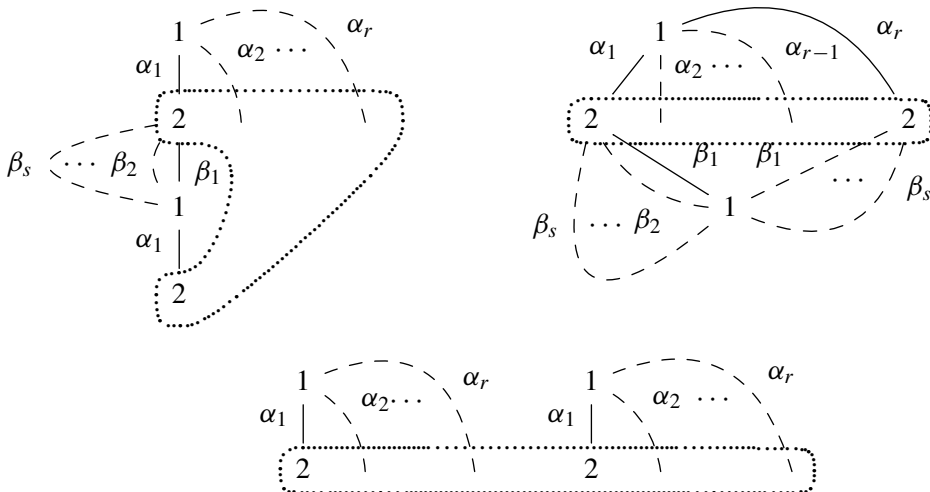 1 α_r
α_2 ⋯
α_1
2
β_s ⋯ β_2 β_1
1
α_1
2
1 α_r
α_1 α_2 ⋯ α_{r−1}
2 2
β_1 β_1
⋯ β_s
1
β_s ⋯ β_2
1 α_r 1 α_r
α_2 ⋯ α_2 ⋯
α_1 α_1
2 2